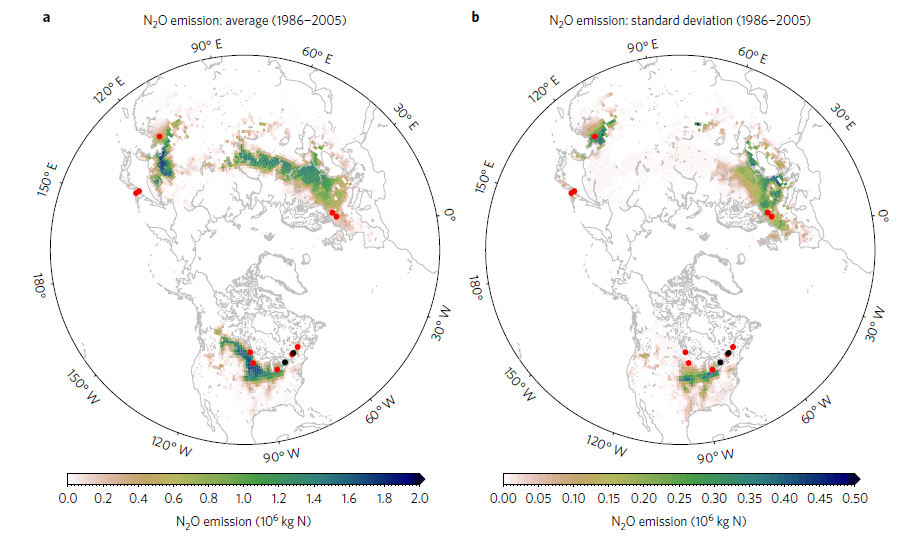 a
N₂O emission: average (1986–2005)
90° E
60° E
120° E
30° E
150° E
0°
180°
30° W
150° W
60° W
120° W
90° W
0.0 0.2 0.4 0.6 0.8 1.0 1.2 1.4 1.6 1.8 2.0
N₂O emission (10⁶ kg N)
b
N₂O emission: standard deviation (1986–2005)
90° E
60° E
120° E
30° E
150° E
0°
180°
30° W
150° W
60° W
120° W
90° W
0.00 0.05 0.10 0.15 0.20 0.25 0.30 0.35 0.40 0.45 0.50
N₂O emission (10⁶ kg N)